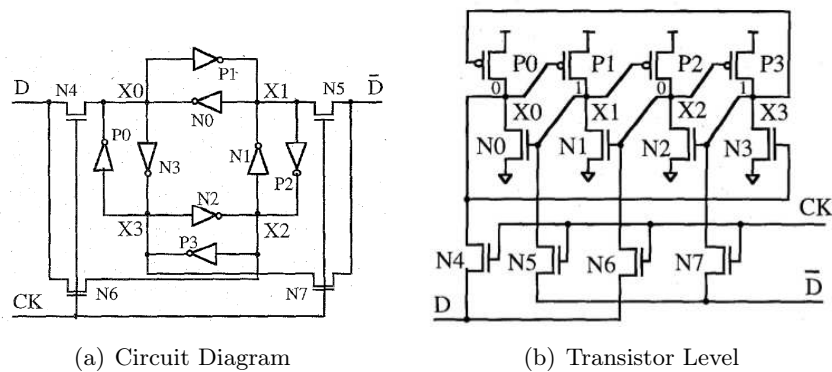 P0 P1 P2 P3
P1
D N4 X0 X1 N5 D̅
N0
0 1 0 1
X0 X1 X2 X3
P0 N3 N1 P2
N0 N1 N2 N3
N2
X3 X2
P3
CK
N4 N5 N6 N7
N6 N7
D̅
CK
D
(a) Circuit Diagram
(b) Transistor Level